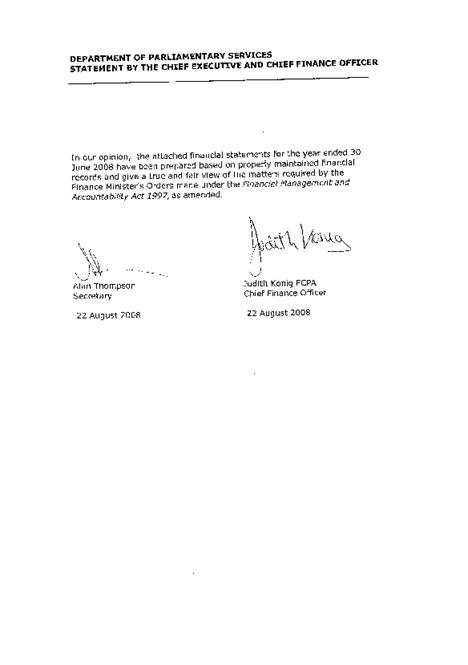 DEPARTMENT OF PARLIAMENTARY SERVICES
STATEMENT BY THE CHIEF EXECUTIVE AND CHIEF FINANCE OFFICER
In our opinion, the attached financial statements for the year ended 30
June 2008 have been prepared based on properly maintained financial
records and give a true and fair view of the matters required by the
Finance Minister's Orders made under the Financial Management and
Accountability Act 1997, as amended.
Judith Konig
Alan Thompson
Secretary
22 August 2008
Judith Konig FCPA
Chief Finance Officer
22 August 2008